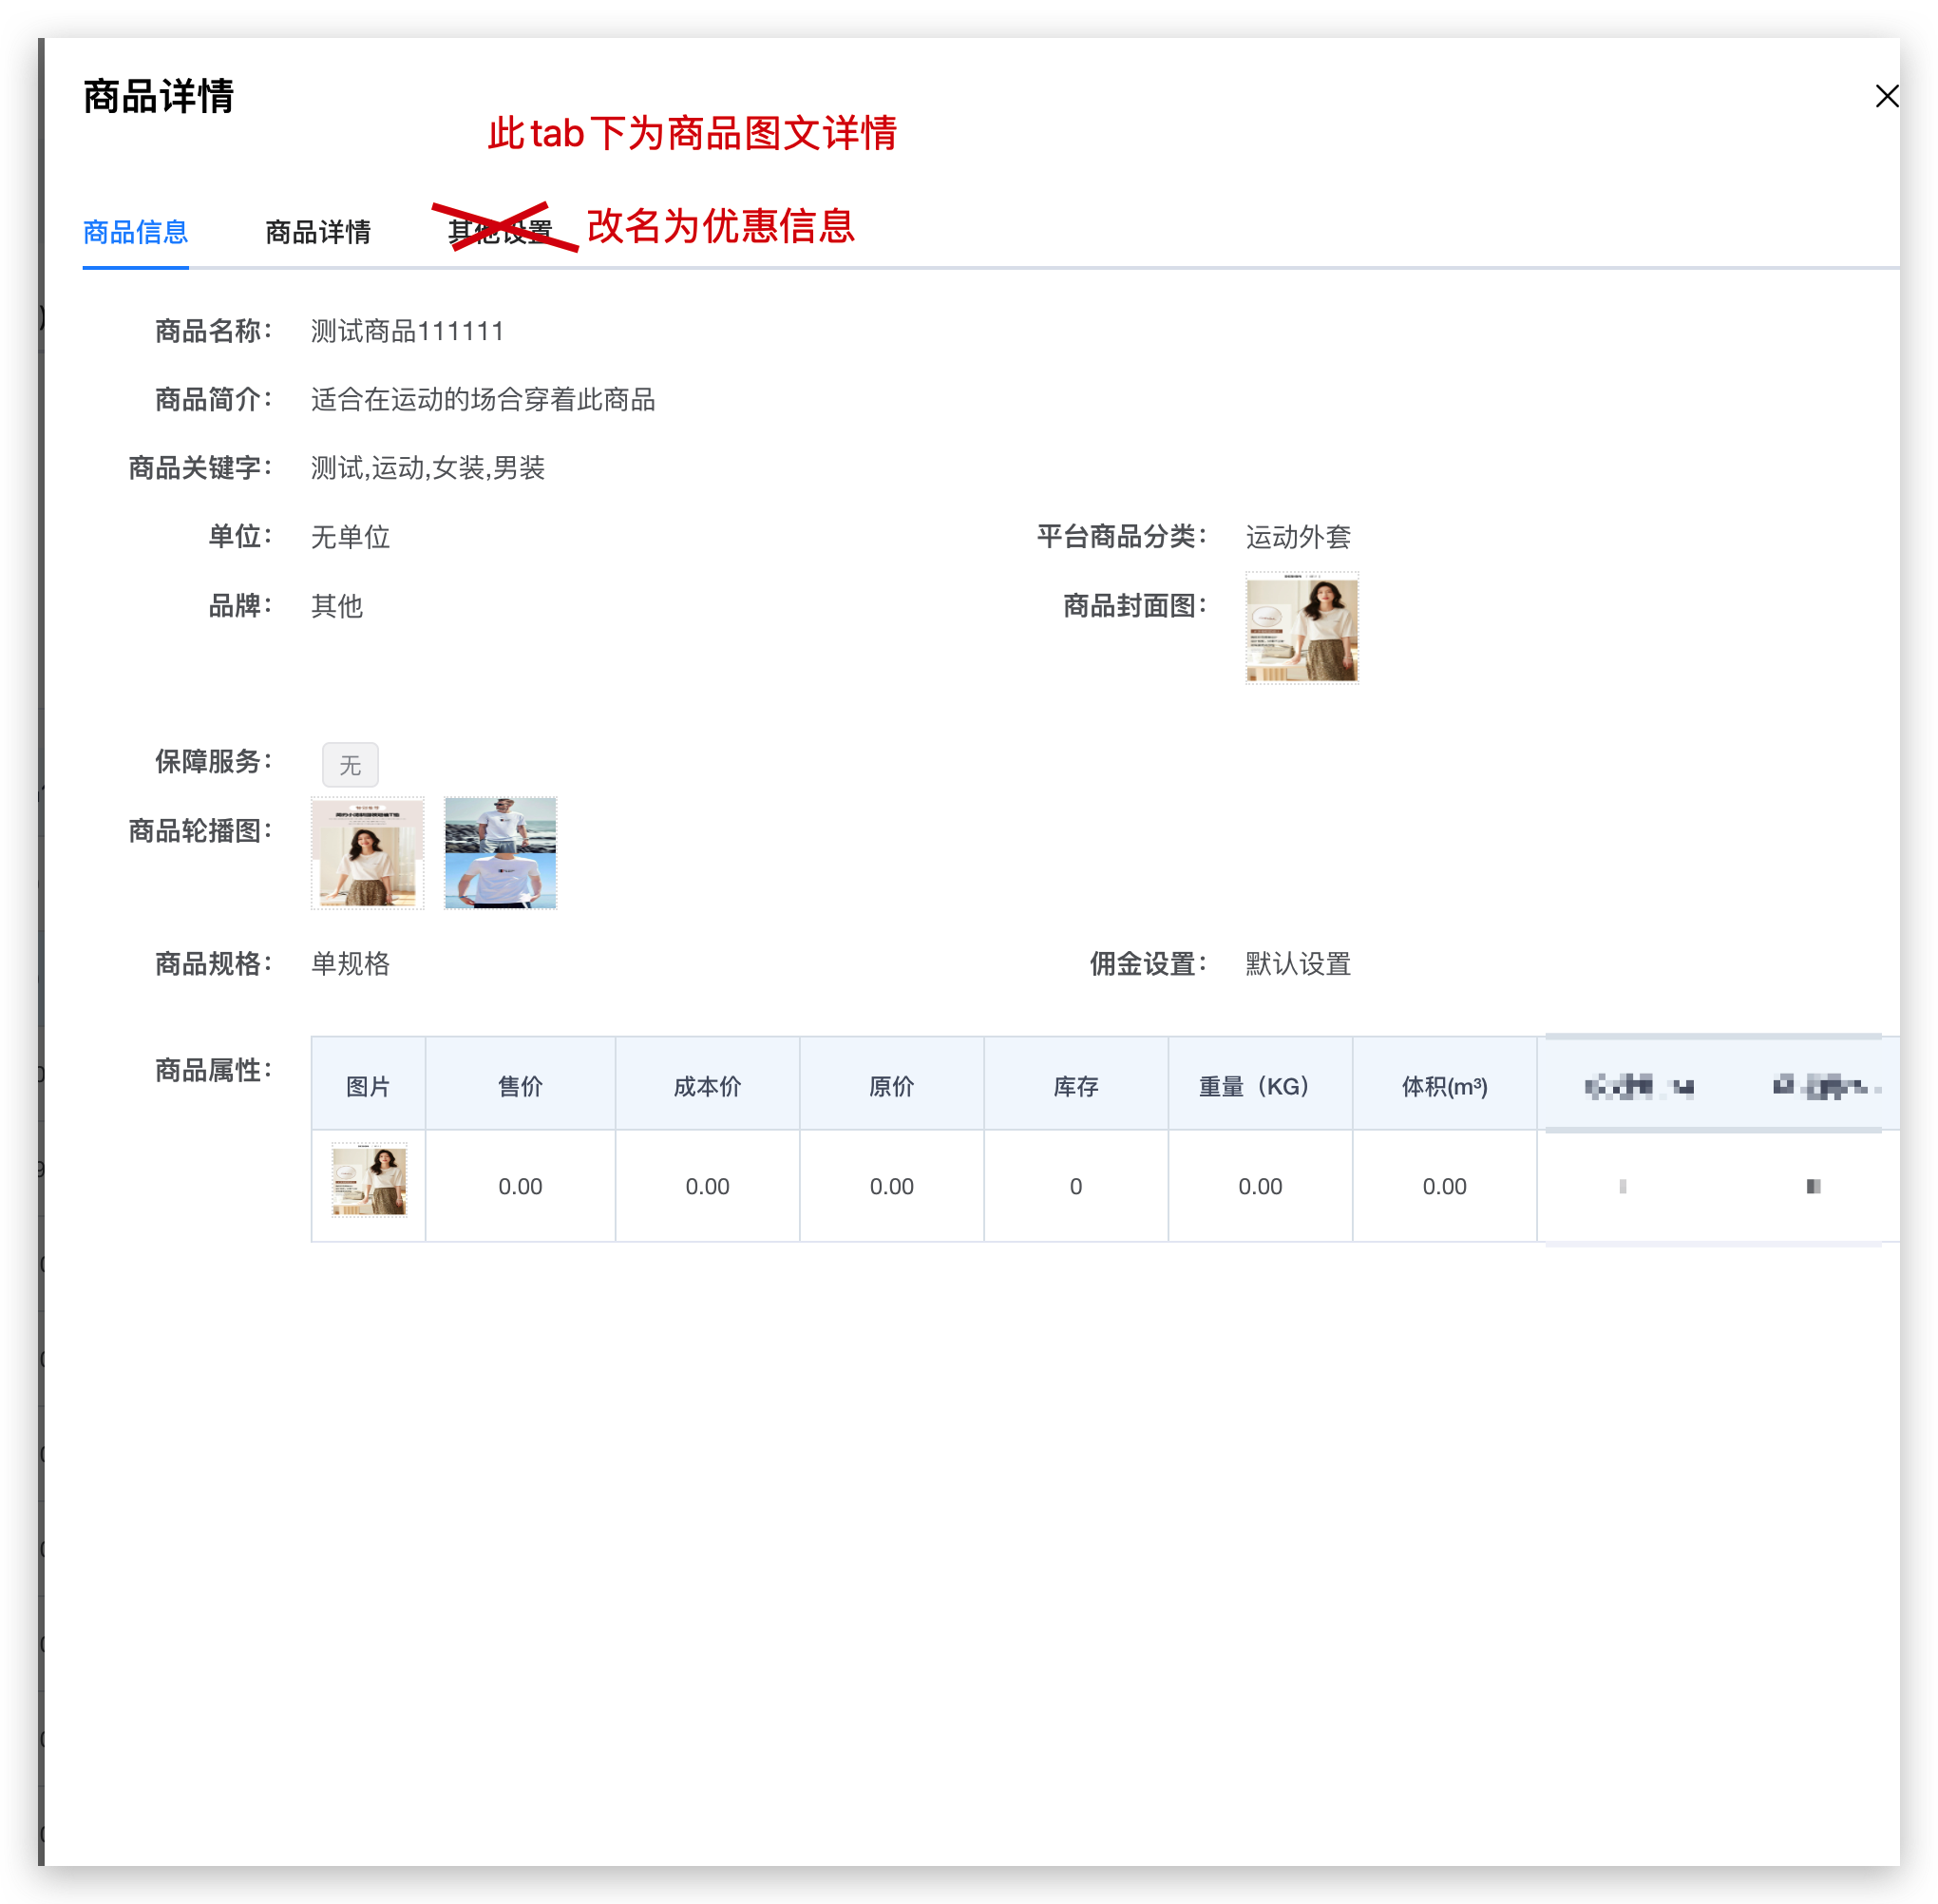 商品详情
此tab下为商品图文详情
商品信息 商品详情 其他设置 改名为优惠信息
商品名称： 测试商品111111
商品简介： 适合在运动的场合穿着此商品
商品关键字： 测试,运动,女装,男装
单位： 无单位 平台商品分类： 运动外套
品牌： 其他 商品封面图：
保障服务： 无
商品轮播图：
商品规格： 单规格 佣金设置： 默认设置
商品属性： 图片 售价 成本价 原价 库存 重量（KG） 体积(m³)
0.00 0.00 0.00 0 0.00 0.00